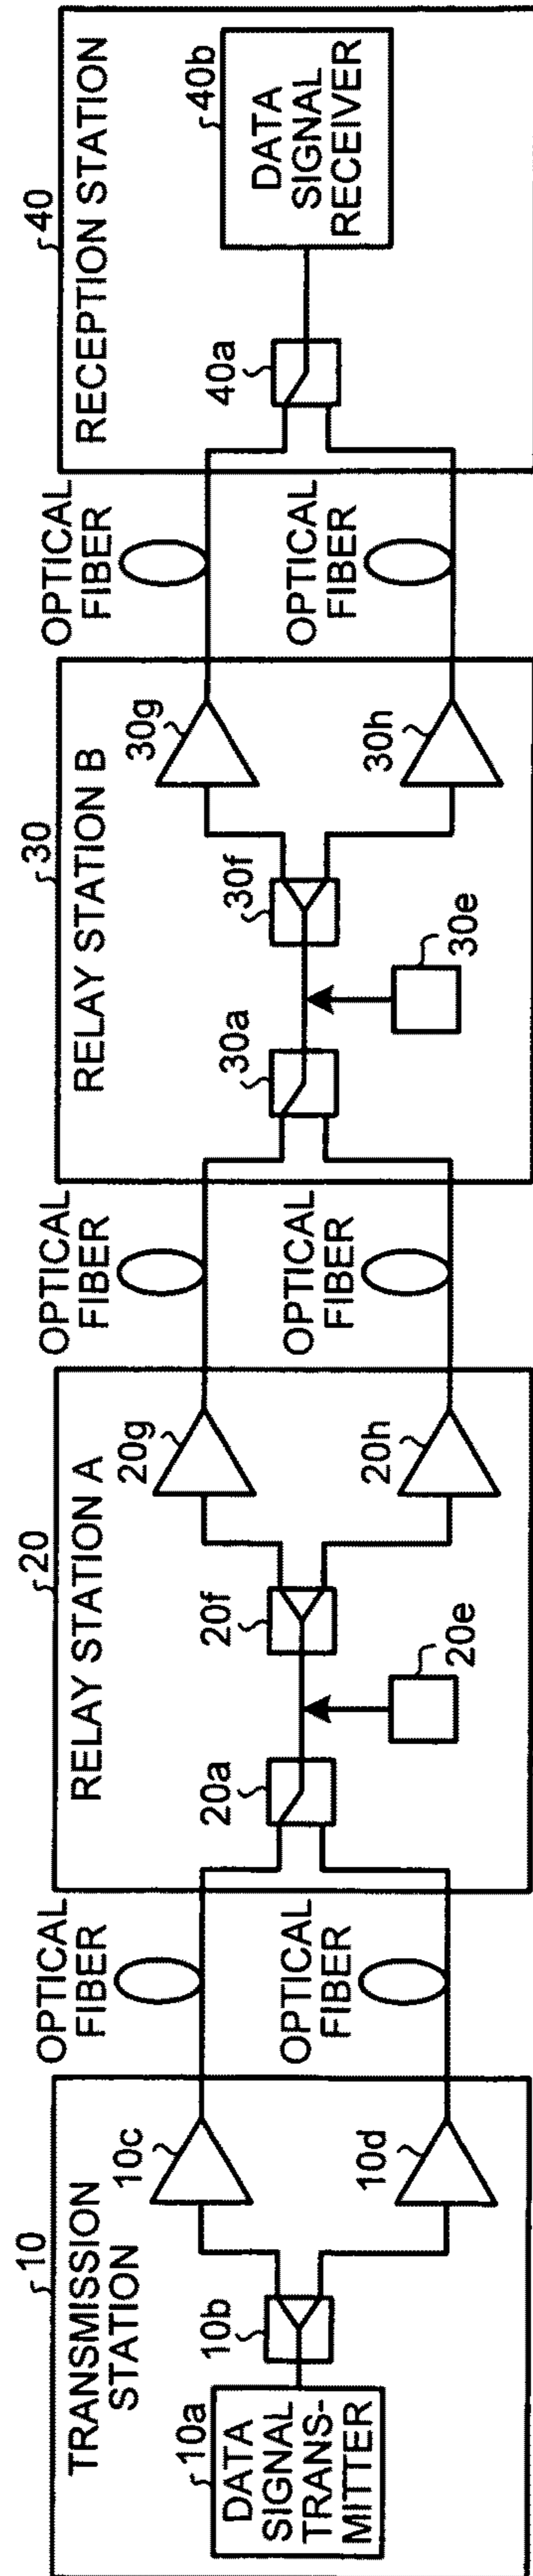 10
TRANSMISSION
STATION
10a
DATA
SIGNAL
TRANS-
MITTER
10b
10c
10d
OPTICAL
FIBER
OPTICAL
FIBER
20
RELAY STATION A
20a
20e
20f
20g
20h
OPTICAL
FIBER
OPTICAL
FIBER
30
RELAY STATION B
30a
30e
30f
30g
30h
OPTICAL
FIBER
OPTICAL
FIBER
40
RECEPTION STATION
40a
40b
DATA
SIGNAL
RECEIVER